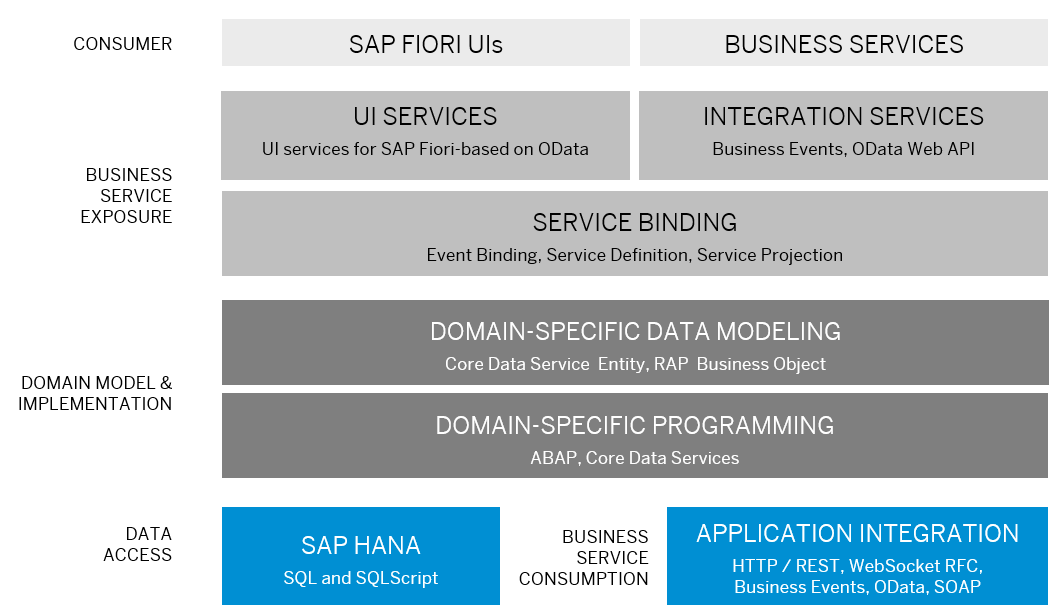 CONSUMER
SAP FIORI UIs
BUSINESS SERVICES
BUSINESS
SERVICE
EXPOSURE
UI SERVICES
UI services for SAP Fiori-based on OData
INTEGRATION SERVICES
Business Events, OData Web API
SERVICE BINDING
Event Binding, Service Definition, Service Projection
DOMAIN MODEL &
IMPLEMENTATION
DOMAIN-SPECIFIC DATA MODELING
Core Data Service  Entity, RAP  Business Object
DOMAIN-SPECIFIC PROGRAMMING
ABAP, Core Data Services
DATA
ACCESS
SAP HANA
SQL and SQLScript
BUSINESS
SERVICE
CONSUMPTION
APPLICATION INTEGRATION
HTTP / REST, WebSocket RFC,
Business Events, OData, SOAP